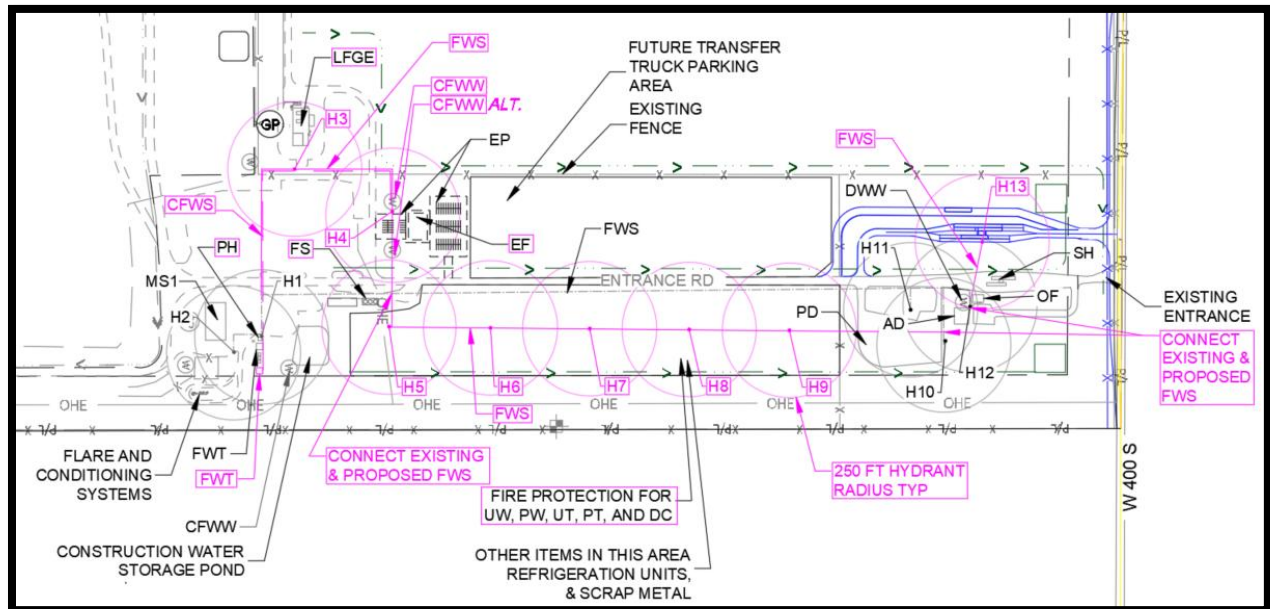 FWS
LFGE
GP
H3
CFWW
CFWW ALT.
EP
FUTURE TRANSFER
TRUCK PARKING
AREA
EXISTING
FENCE
FWS
DWW
H13
CFWS
H4
PH
FS
EF
FWS
H11
SH
MS1
H1
H2
ENTRANCE RD
OHE
PD
AD
OF
EXISTING
ENTRANCE
H10
H12
CONNECT
EXISTING &
PROPOSED
FWS
H5
H6
H7
H8
H9
FWS
OHE
OHE
OHE
OHE
OHE
OHE
P/L
P/L
P/L
P/L
P/L
W 400 S
FLARE AND
CONDITIONING
SYSTEMS
FWT
FWT
CFWW
CONSTRUCTION WATER
STORAGE POND
CONNECT EXISTING
& PROPOSED FWS
250 FT HYDRANT
RADIUS TYP
FIRE PROTECTION FOR
UW, PW, UT, PT, AND DC
OTHER ITEMS IN THIS AREA
REFRIGERATION UNITS,
& SCRAP METAL